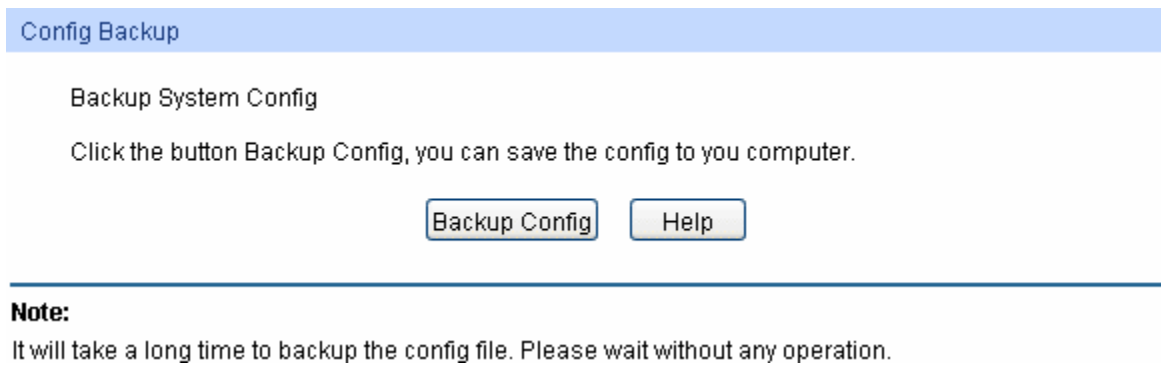 Config Backup
Backup System Config
Click the button Backup Config, you can save the config to you computer.
Backup Config Help
Note:
It will take a long time to backup the config file. Please wait without any operation.